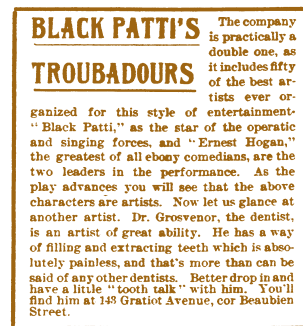 BLACK PATTI'S
TROUBADOURS
The company
is practically a
double one, as
it includes fifty
of the best ar-
tists ever or-
ganized for this style of entertainment-
"Black Patti," as the star of the operatic
and singing forces, and "Ernest Hogan,"
the greatest of all ebony comedians, are the
two leaders in the performance. As the
play advances you will see that the above
characters are artists. Now let us glance at
another artist. Dr. Grosvenor, the dentist,
is an artist of great ability. He has a way
of filling and extracting teeth which is abso-
lutely painless, and that's more than can be
said of any other dentists. Better drop in and
have a little "tooth talk" with him. You'll
find him at 143 Gratiot Avenue, cor Beaubien
Street.